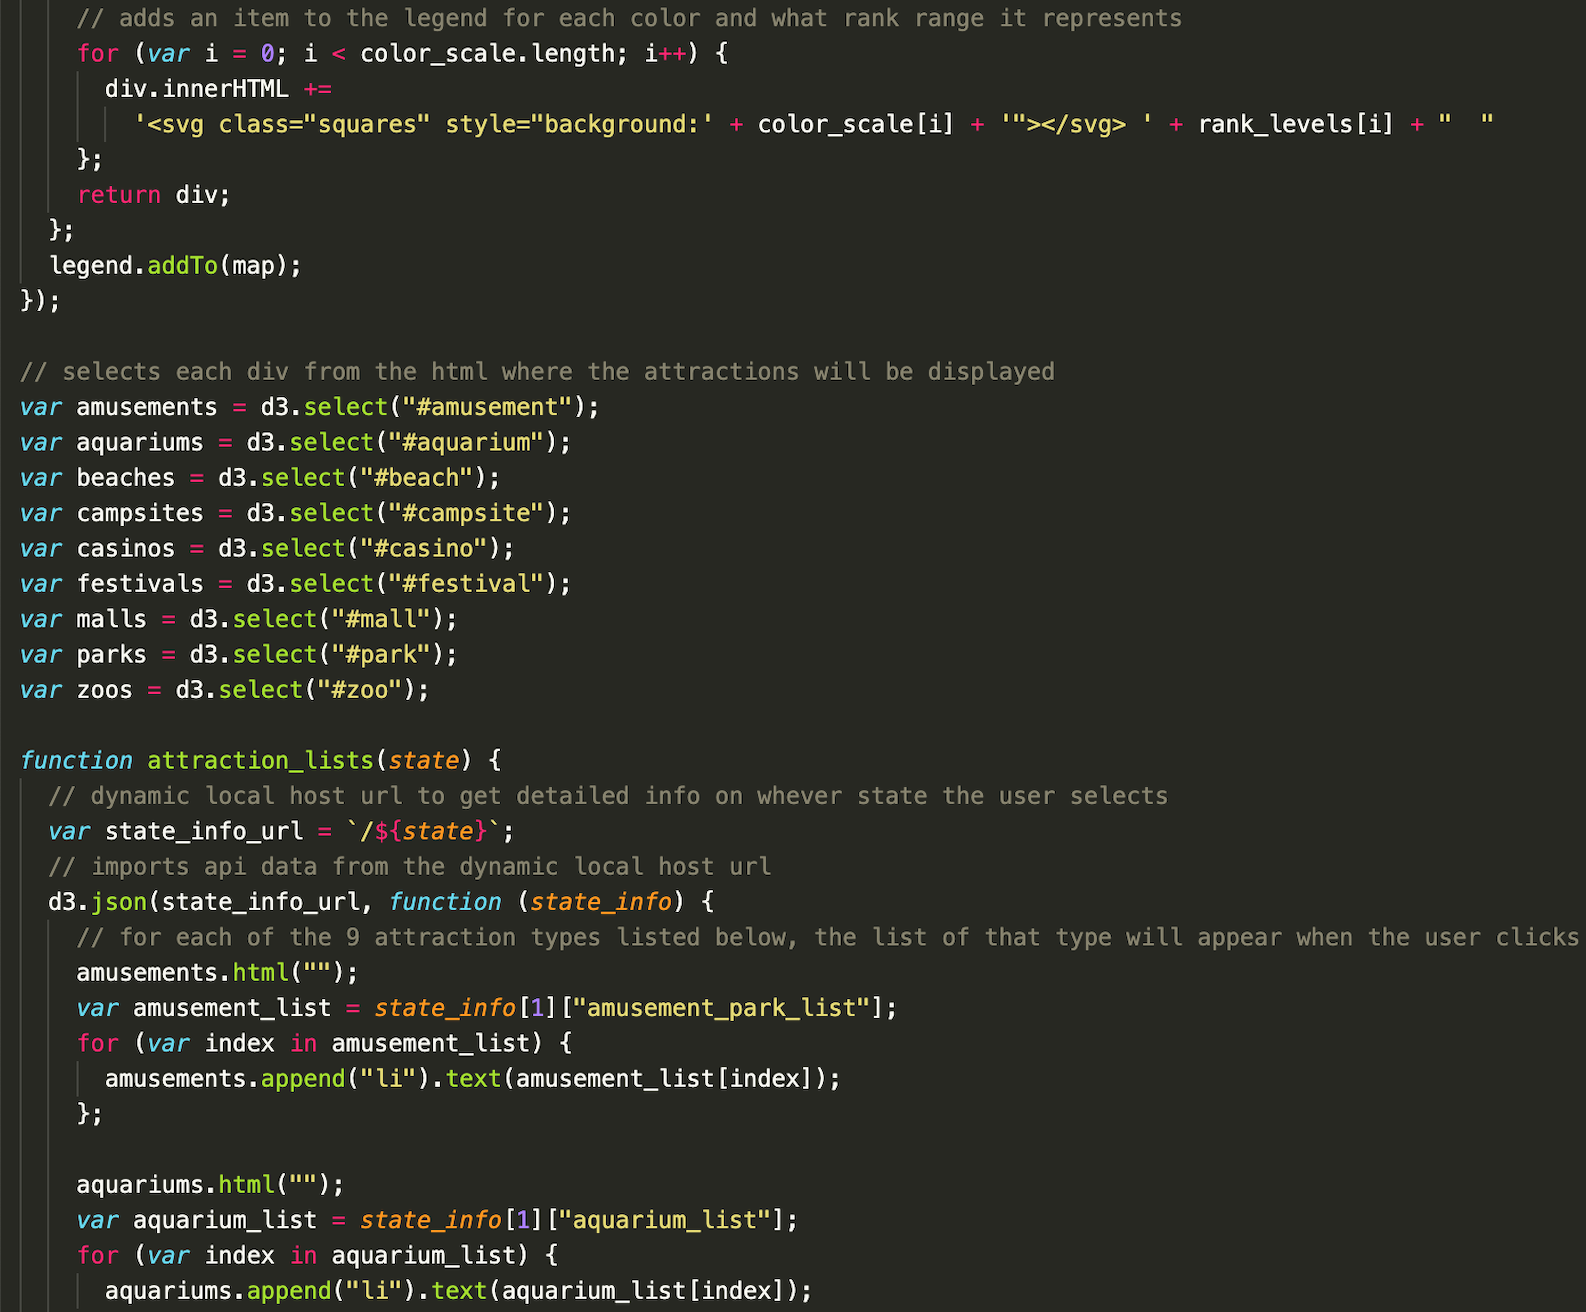 // adds an item to the legend for each color and what rank range it represents
for (var i = 0; i < color_scale.length; i++) {
div.innerHTML +=
'<svg class="squares" style="background:' + color_scale[i] + '"></svg> ' + rank_levels[i] + "  "
};
return div;
};
legend.addTo(map);
});
// selects each div from the html where the attractions will be displayed
var amusements = d3.select("#amusement");
var aquariums = d3.select("#aquarium");
var beaches = d3.select("#beach");
var campsites = d3.select("#campsite");
var casinos = d3.select("#casino");
var festivals = d3.select("#festival");
var malls = d3.select("#mall");
var parks = d3.select("#park");
var zoos = d3.select("#zoo");
function attraction_lists(state) {
// dynamic local host url to get detailed info on whever state the user selects
var state_info_url = `/${state}`;
// imports api data from the dynamic local host url
d3.json(state_info_url, function (state_info) {
// for each of the 9 attraction types listed below, the list of that type will appear when the user clicks
amusements.html("");
var amusement_list = state_info[1]["amusement_park_list"];
for (var index in amusement_list) {
amusements.append("li").text(amusement_list[index]);
};
aquariums.html("");
var aquarium_list = state_info[1]["aquarium_list"];
for (var index in aquarium_list) {
aquariums.append("li").text(aquarium_list[index]);